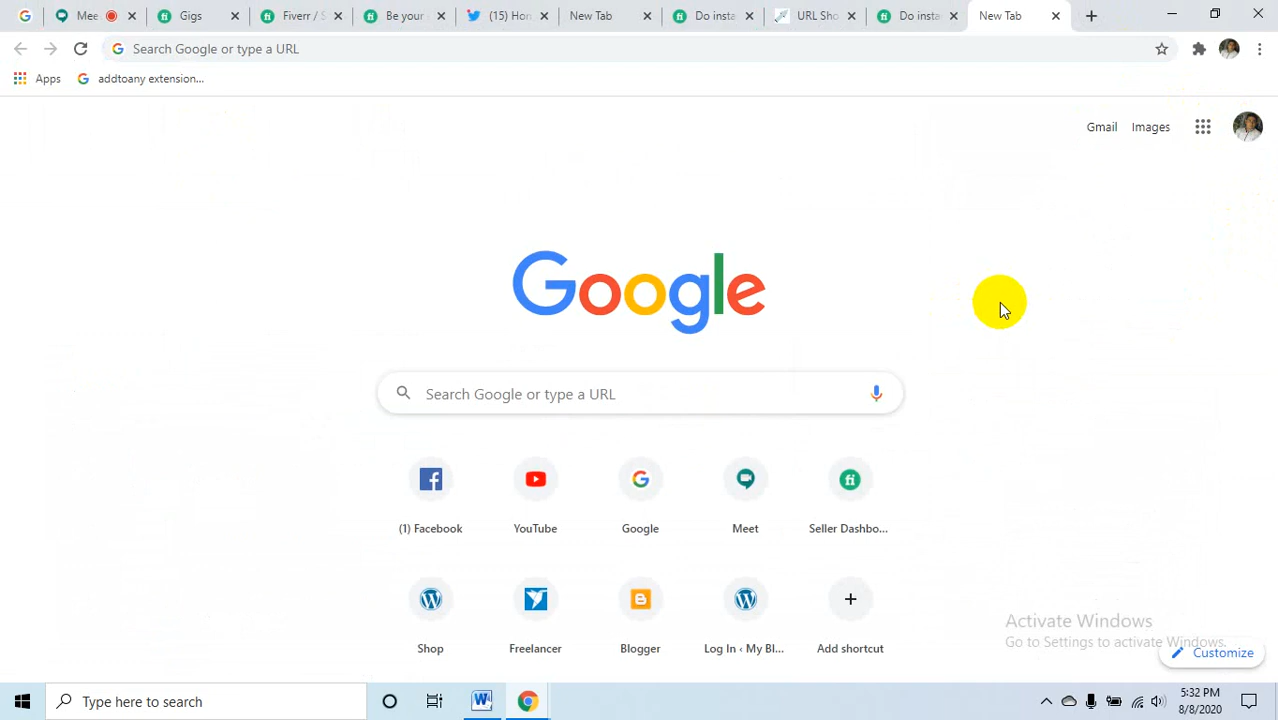 Mee
Gigs
Fiverr / S
Be your
(15) Hon
New Tab
Do insta
URL Sho
Do insta
New Tab
Search Google or type a URL
Apps
addtoany extension...
Gmail
Images
Google
Search Google or type a URL
(1) Facebook
YouTube
Google
Meet
Seller Dashbo...
Shop
Freelancer
Blogger
Log In ‹ My Bl...
Add shortcut
Activate Windows
Go to Settings to activate Windows.
Customize
Type here to search
5:32 PM
8/8/2020